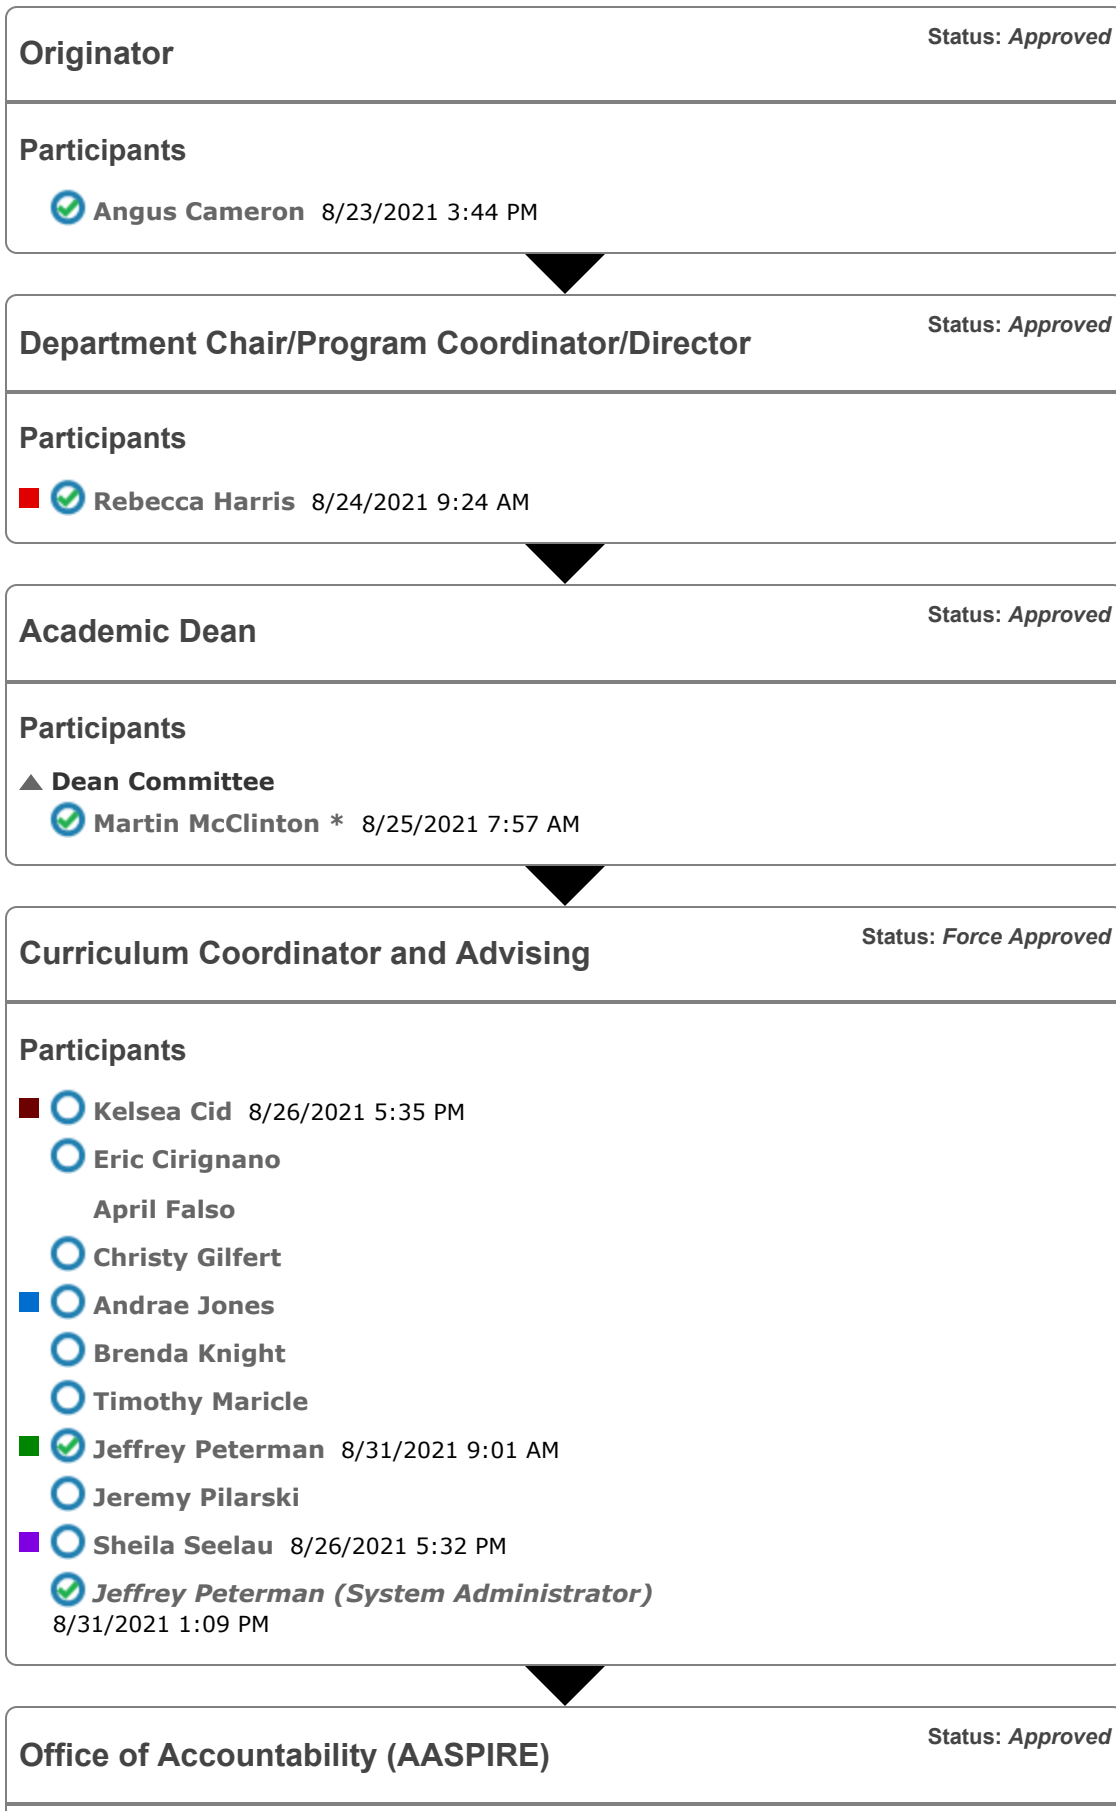 Originator
Status: Approved
Participants
Angus Cameron 8/23/2021 3:44 PM
Department Chair/Program Coordinator/Director
Status: Approved
Participants
Rebecca Harris 8/24/2021 9:24 AM
Academic Dean
Status: Approved
Participants
Dean Committee
Martin McClinton * 8/25/2021 7:57 AM
Curriculum Coordinator and Advising
Status: Force Approved
Participants
Kelsea Cid 8/26/2021 5:35 PM
Eric Cirignano
April Falso
Christy Gilfert
Andrae Jones
Brenda Knight
Timothy Maricle
Jeffrey Peterman 8/31/2021 9:01 AM
Jeremy Pilarski
Sheila Seelau 8/26/2021 5:32 PM
Jeffrey Peterman (System Administrator)
8/31/2021 1:09 PM
Office of Accountability (AASPIRE)
Status: Approved